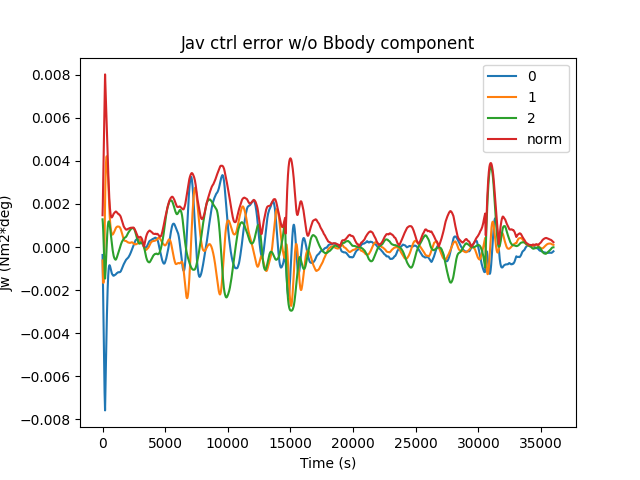 Jav ctrl error w/o Bbody component
0
1
2
norm
0.008
0.006
0.004
0.002
0.000
−0.002
−0.004
−0.006
−0.008
Jw (Nm2*deg)
0 5000 10000 15000 20000 25000 30000 35000
Time (s)